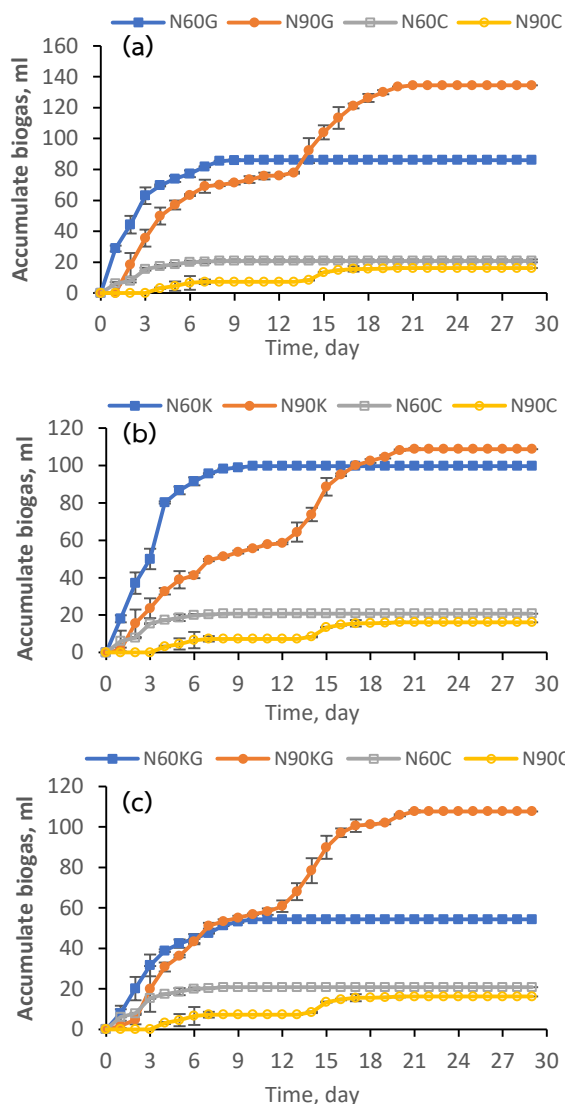 N60G N90G N60C N90C
(a)
Accumulate biogas, ml
160
140
120
100
80
60
40
20
0
0 3 6 9 12 15 18 21 24 27 30
Time, day
N60K N90K N60C N90C
(b)
Accumulate biogas, ml
120
100
80
60
40
20
0
0 3 6 9 12 15 18 21 24 27 30
Time, day
N60KG N90KG N60C N90C
(c)
Accumulate biogas, ml
120
100
80
60
40
20
0
0 3 6 9 12 15 18 21 24 27 30
Time, day